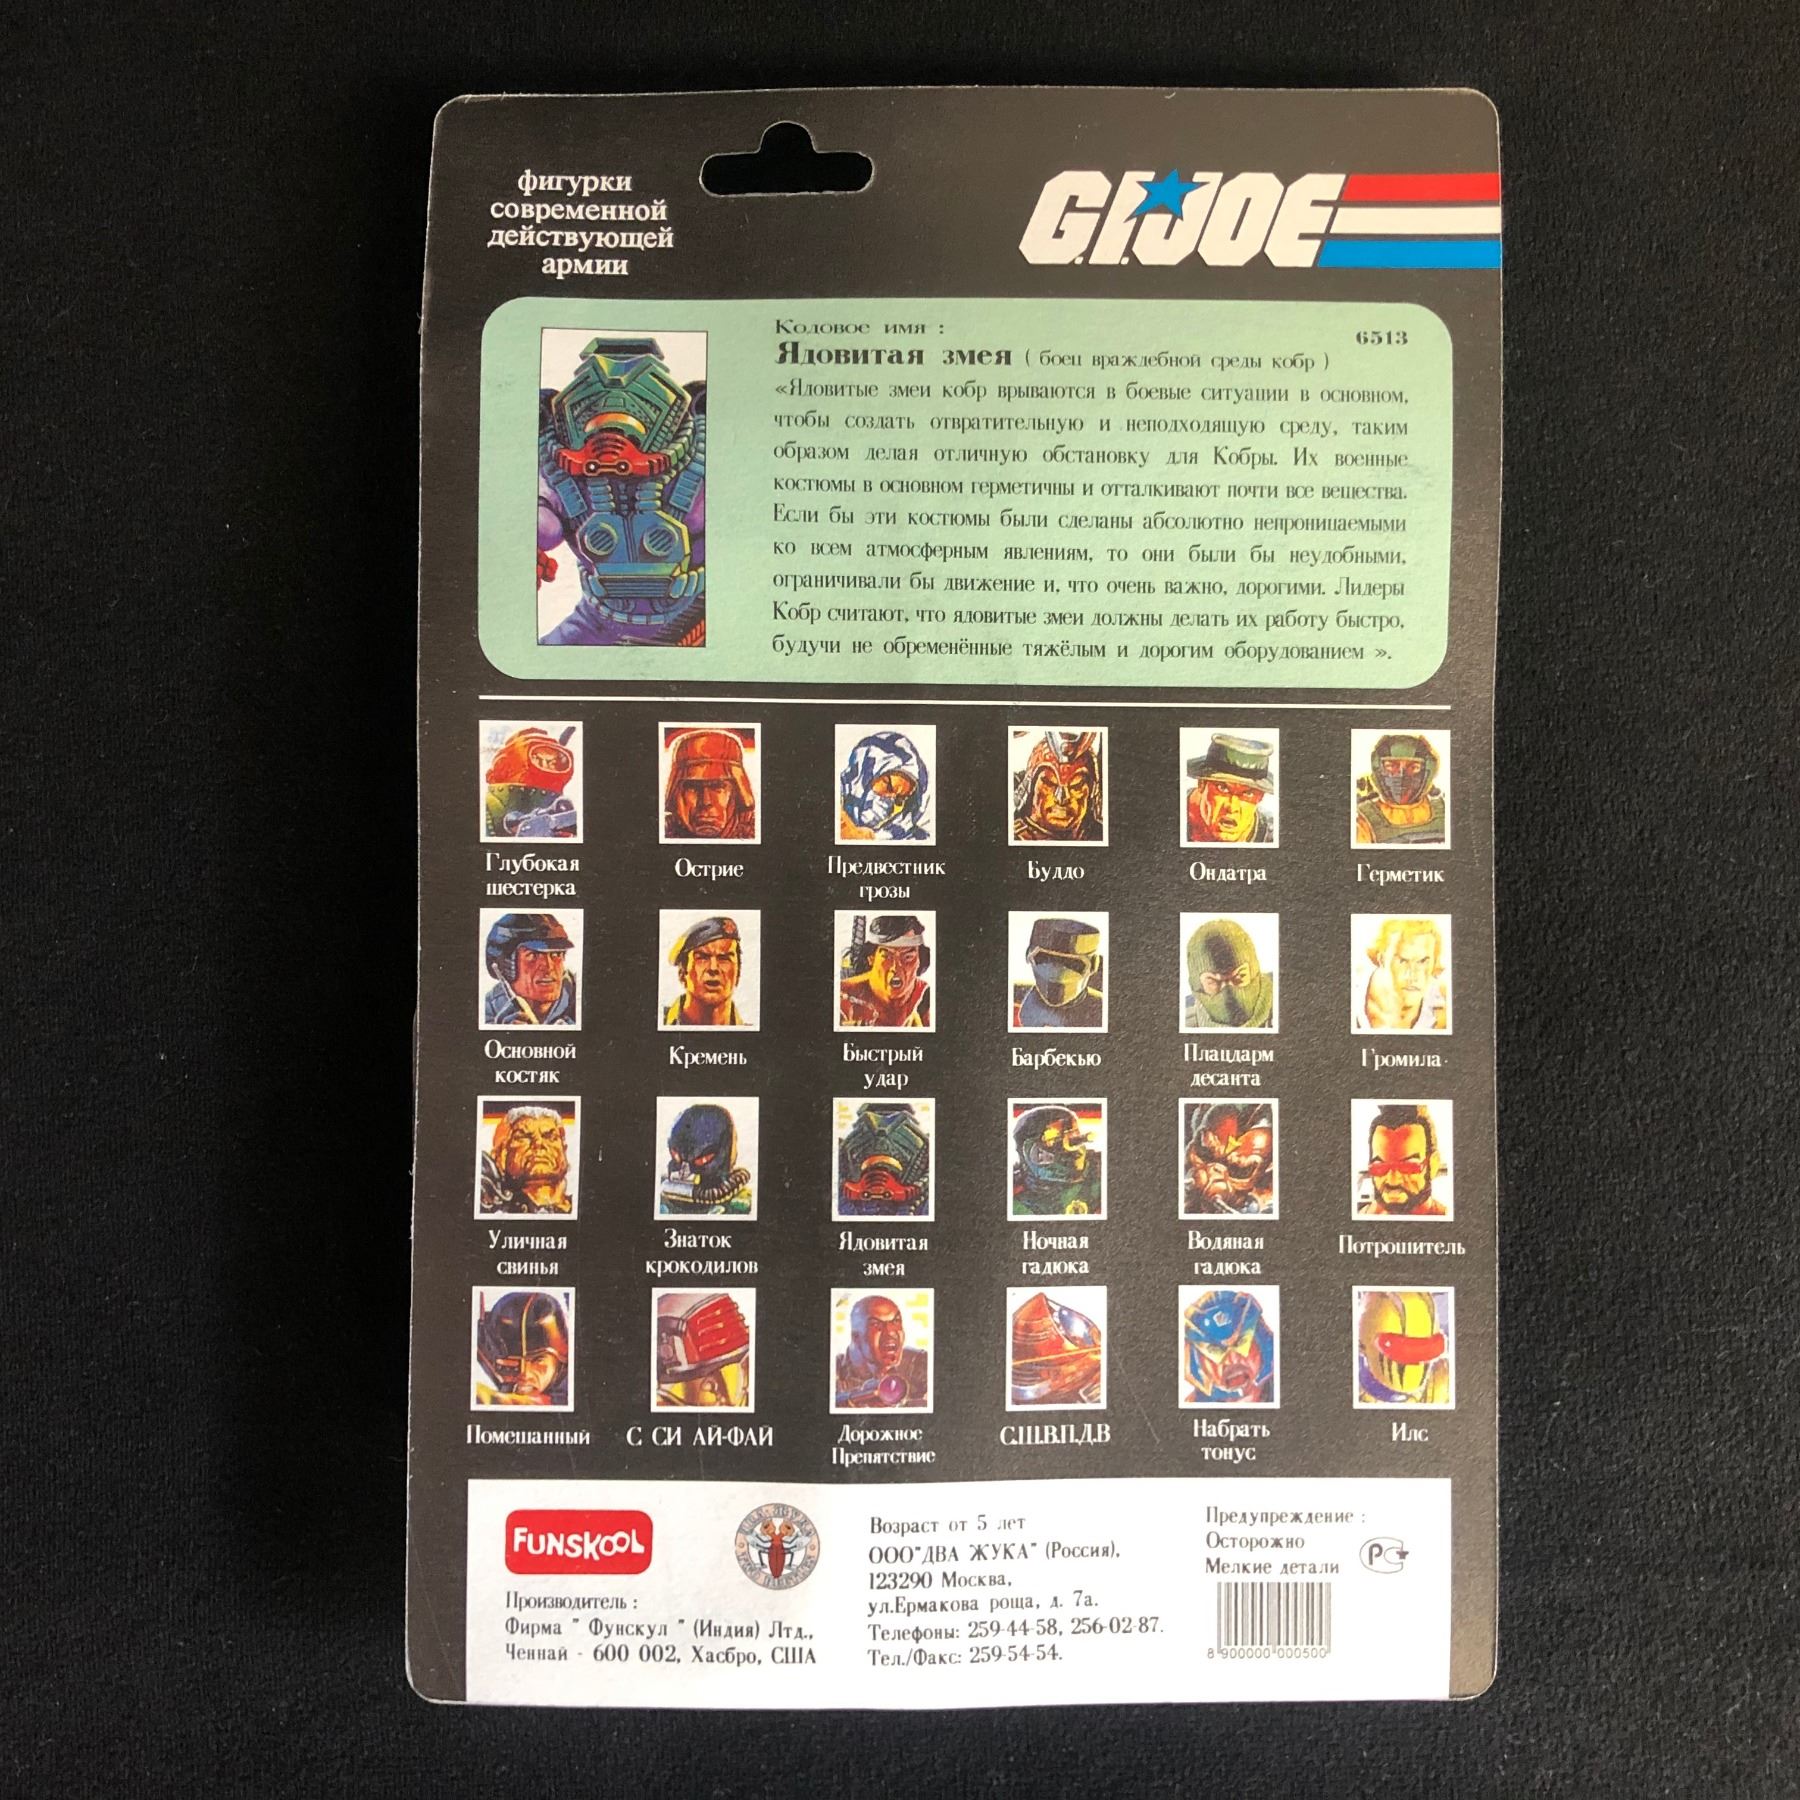 фигурки
современной
действующей
армии
G.I.JOE
Кодовое имя :
6513
Ядовитая змея ( боец враждебной среды кобр )
«Ядовитые змеи кобр врываются в боевые ситуации в основном,
чтобы создать отвратительную и неподходящую среду, таким
образом делая отличную обстановку для Кобры. Их военные
костюмы в основном герметичны и отталкивают почти все вещества.
Если бы эти костюмы были сделаны абсолютно непроницаемыми
ко всем атмосферным явлениям, то они были бы неудобными,
ограничивали бы движение и, что очень важно, дорогими. Лидеры
Кобр считают, что ядовитые змеи должны делать их работу быстро,
будучи не обременённые тяжёлым и дорогим оборудованием ».
Глубокая
шестерка
Острие
Предвестник
грозы
Буддо
Ондатра
Герметик
Основной
костяк
Кремень
Быстрый
удар
Барбекью
Плацдарм
десанта
Громила
Уличная
свинья
Знаток
крокодилов
Ядовитая
змея
Ночная
гадюка
Водяная
гадюка
Потрошитель
Помешанный
С СИ АЙ-ФАЙ
Дорожное
Препятствие
С.Ш.В.П.Д.В
Набрать
тонус
Илс
FUNSKOOL
Производитель :
Фирма " Фунскул " (Индия) Лтд.,
Ченнай - 600 002, Хасбро, США
Возраст от 5 лет
ООО"ДВА ЖУКА" (Россия),
123290 Москва,
ул.Ермакова роща, д. 7а.
Телефоны: 259-44-58, 256-02-87.
Тел./Факс: 259-54-54.
Предупреждение :
Осторожно
Мелкие детали
РСТ
8 900000 000500